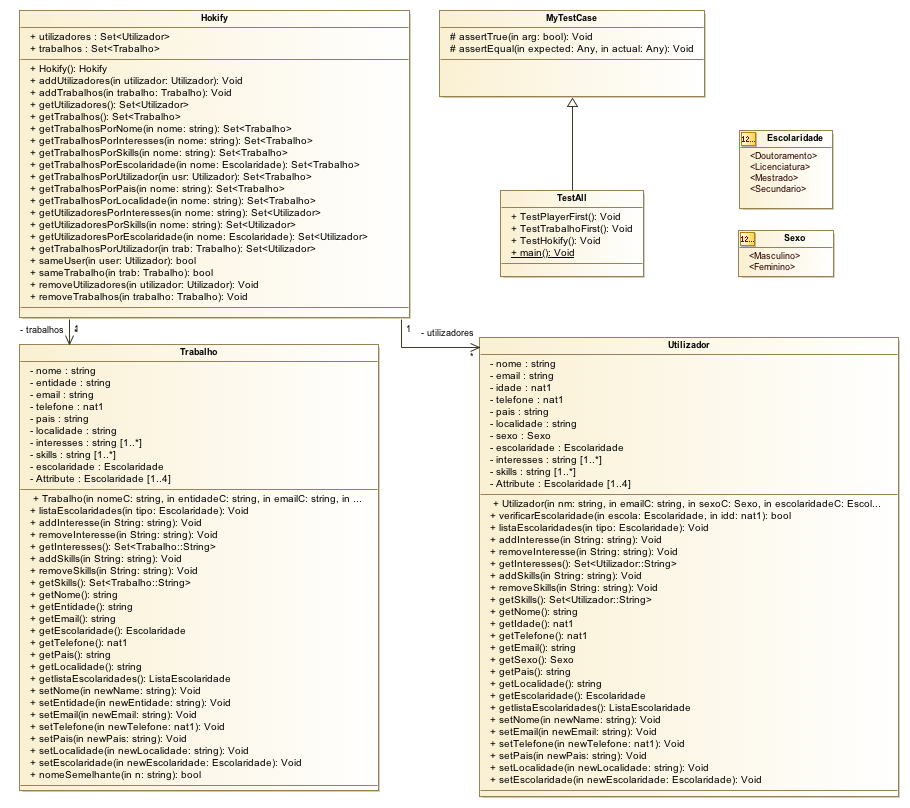 Hokify
+ utilizadores : Set<Utilizador>
+ trabalhos : Set<Trabalho>
+ Hokify(): Hokify
+ addUtilizadores(in utilizador: Utilizador): Void
+ addTrabalhos(in trabalho: Trabalho): Void
+ getUtilizadores(): Set<Utilizador>
+ getTrabalhos(): Set<Trabalho>
+ getTrabalhosPorNome(in nome: string): Set<Trabalho>
+ getTrabalhosPorInteresses(in nome: string): Set<Trabalho>
+ getTrabalhosPorSkills(in nome: string): Set<Trabalho>
+ getTrabalhosPorEscolaridade(in nome: Escolaridade): Set<Trabalho>
+ getTrabalhosPorUtilizador(in usr: Utilizador): Set<Trabalho>
+ getTrabalhosPorPais(in nome: string): Set<Trabalho>
+ getTrabalhosPorLocalidade(in nome: string): Set<Trabalho>
+ getUtilizadoresPorInteresses(in nome: string): Set<Utilizador>
+ getUtilizadoresPorSkills(in nome: string): Set<Utilizador>
+ getUtilizadoresPorEscolaridade(in nome: Escolaridade): Set<Utilizador>
+ getTrabalhosPorUtilizador(in trab: Trabalho): Set<Utilizador>
+ sameUser(in user: Utilizador): bool
+ sameTrabalho(in trab: Trabalho): bool
+ removeUtilizadores(in utilizador: Utilizador): Void
+ removeTrabalhos(in trabalho: Trabalho): Void
MyTestCase
# assertTrue(in arg: bool): Void
# assertEqual(in expected: Any, in actual: Any): Void
TestAll
+ TestPlayerFirst(): Void
+ TestTrabalhoFirst(): Void
+ TestHokify(): Void
+ main(): Void
12...
Escolaridade
<Doutoramento>
<Licenciatura>
<Mestrado>
<Secundario>
12...
Sexo
<Masculino>
<Feminino>
- trabalhos
1
- utilizadores
*
Trabalho
- nome : string
- entidade : string
- email : string
- telefone : nat1
- pais : string
- localidade : string
- interesses : string [1..*]
- skills : string [1..*]
- escolaridade : Escolaridade
- Attribute : Escolaridade [1..4]
+ Trabalho(in nomeC: string, in entidadeC: string, in emailC: string, in ...
+ listaEscolaridades(in tipo: Escolaridade): Void
+ addInteresse(in String: string): Void
+ removeInteresse(in String: string): Void
+ getInteresses(): Set<Trabalho::String>
+ addSkills(in String: string): Void
+ removeSkills(in String: string): Void
+ getSkills(): Set<Trabalho::String>
+ getNome(): string
+ getEntidade(): string
+ getEmail(): string
+ getEscolaridade(): Escolaridade
+ getTelefone(): nat1
+ getPais(): string
+ getLocalidade(): string
+ getlistaEscolaridades(): ListaEscolaridade
+ setNome(in newName: string): Void
+ setEntidade(in newEntidade: string): Void
+ setEmail(in newEmail: string): Void
+ setTelefone(in newTelefone: nat1): Void
+ setPais(in newPais: string): Void
+ setLocalidade(in newLocalidade: string): Void
+ setEscolaridade(in newEscolaridade: Escolaridade): Void
+ nomeSemelhante(in n: string): bool
Utilizador
- nome : string
- email : string
- idade : nat1
- telefone : nat1
- pais : string
- localidade : string
- sexo : Sexo
- escolaridade : Escolaridade
- interesses : string [1..*]
- skills : string [1..*]
- Attribute : Escolaridade [1..4]
+ Utilizador(in nm: string, in emailC: string, in sexoC: Sexo, in escolaridadeC: Escol...
+ verificarEscolaridade(in escola: Escolaridade, in idd: nat1): bool
+ listaEscolaridades(in tipo: Escolaridade): Void
+ addInteresse(in String: string): Void
+ removeInteresse(in String: string): Void
+ getInteresses(): Set<Utilizador::String>
+ addSkills(in String: string): Void
+ removeSkills(in String: string): Void
+ getSkills(): Set<Utilizador::String>
+ getNome(): string
+ getIdade(): nat1
+ getTelefone(): nat1
+ getEmail(): string
+ getSexo(): Sexo
+ getPais(): string
+ getLocalidade(): string
+ getEscolaridade(): Escolaridade
+ getlistaEscolaridades(): ListaEscolaridade
+ setNome(in newName: string): Void
+ setEmail(in newEmail: string): Void
+ setTelefone(in newTelefone: nat1): Void
+ setPais(in newPais: string): Void
+ setLocalidade(in newLocalidade: string): Void
+ setEscolaridade(in newEscolaridade: Escolaridade): Void